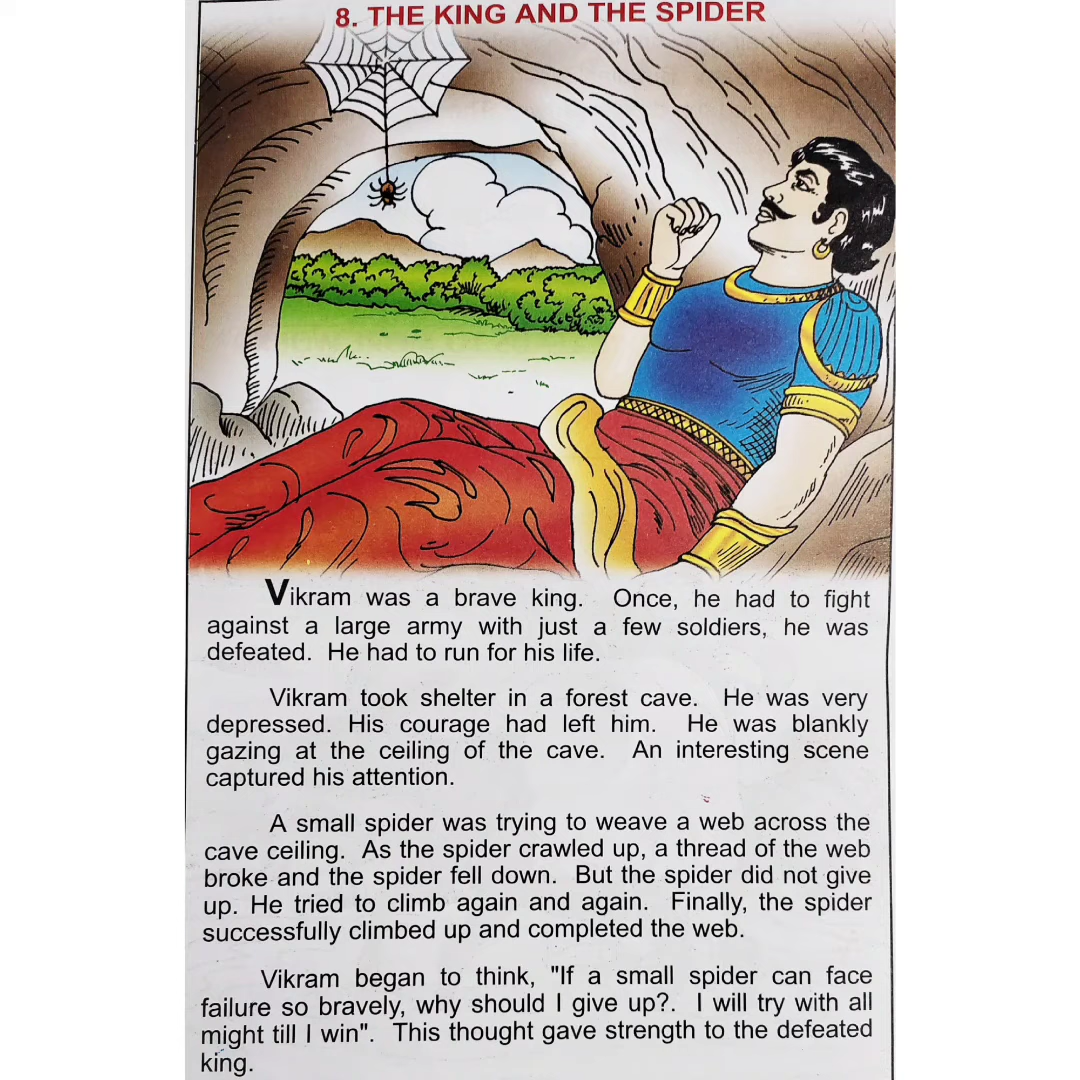 8. THE KING AND THE SPIDER
Vikram was a brave king. Once, he had to fight
against a large army with just a few soldiers, he was
defeated. He had to run for his life.
Vikram took shelter in a forest cave. He was very
depressed. His courage had left him. He was blankly
gazing at the ceiling of the cave. An interesting scene
captured his attention.
A small spider was trying to weave a web across the
cave ceiling. As the spider crawled up, a thread of the web
broke and the spider fell down. But the spider did not give
up. He tried to climb again and again. Finally, the spider
successfully climbed up and completed the web.
Vikram began to think, "If a small spider can face
failure so bravely, why should I give up?. I will try with all
might till I win". This thought gave strength to the defeated
king.